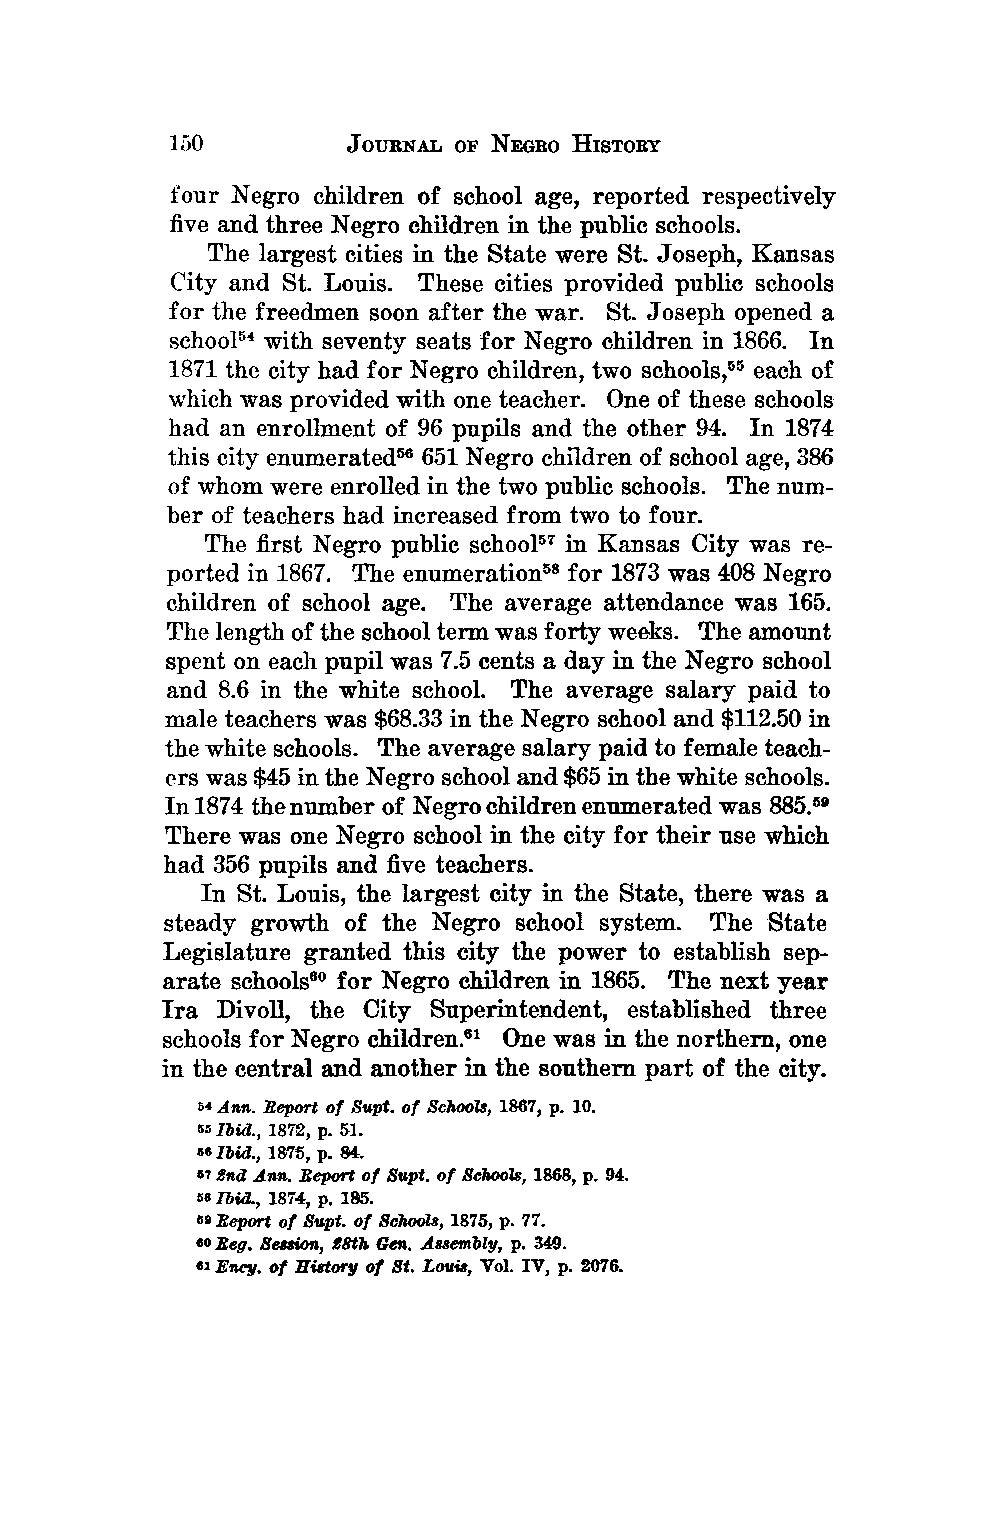 150 JOURNAL OF NEGRO HISTORY
four Negro children of school age, reported respectively
five and three Negro children in the public schools.
The largest cities in the State were St. Joseph, Kansas
City and St. Louis. These cities provided public schools
for the freedmen soon after the war. St. Joseph opened a
school⁵⁴ with seventy seats for Negro children in 1866. In
1871 the city had for Negro children, two schools,⁵⁵ each of
which was provided with one teacher. One of these schools
had an enrollment of 96 pupils and the other 94. In 1874
this city enumerated⁵⁶ 651 Negro children of school age, 386
of whom were enrolled in the two public schools. The num-
ber of teachers had increased from two to four.
The first Negro public school⁵⁷ in Kansas City was re-
ported in 1867. The enumeration⁵⁸ for 1873 was 408 Negro
children of school age. The average attendance was 165.
The length of the school term was forty weeks. The amount
spent on each pupil was 7.5 cents a day in the Negro school
and 8.6 in the white school. The average salary paid to
male teachers was $68.33 in the Negro school and $112.50 in
the white schools. The average salary paid to female teach-
ers was $45 in the Negro school and $65 in the white schools.
In 1874 the number of Negro children enumerated was 885.⁵⁹
There was one Negro school in the city for their use which
had 356 pupils and five teachers.
In St. Louis, the largest city in the State, there was a
steady growth of the Negro school system. The State
Legislature granted this city the power to establish sep-
arate schools⁶⁰ for Negro children in 1865. The next year
Ira Divoll, the City Superintendent, established three
schools for Negro children.⁶¹ One was in the northern, one
in the central and another in the southern part of the city.
⁵⁴ Ann. Report of Supt. of Schools, 1867, p. 10.
⁵⁵ Ibid., 1872, p. 51.
⁵⁶ Ibid., 1875, p. 84.
⁵⁷ 2nd Ann. Report of Supt. of Schools, 1868, p. 94.
⁵⁸ Ibid., 1874, p. 185.
⁵⁹ Report of Supt. of Schools, 1875, p. 77.
⁶⁰ Reg. Session, 28th Gen. Assembly, p. 349.
⁶¹ Ency. of History of St. Louis, Vol. IV, p. 2076.